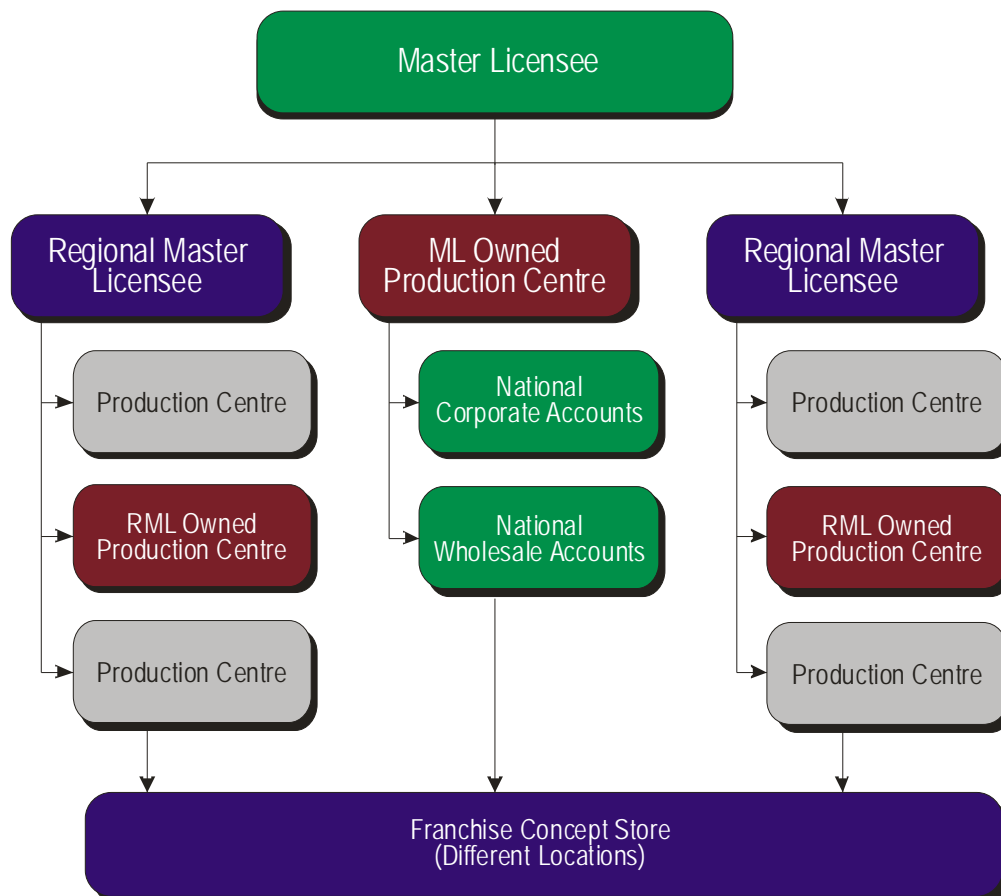 Master Licensee
Regional Master
Licensee
ML Owned
Production Centre
Regional Master
Licensee
Production Centre
National
Corporate Accounts
Production Centre
RML Owned
Production Centre
National
Wholesale Accounts
RML Owned
Production Centre
Production Centre
Production Centre
Franchise Concept Store
(Different Locations)